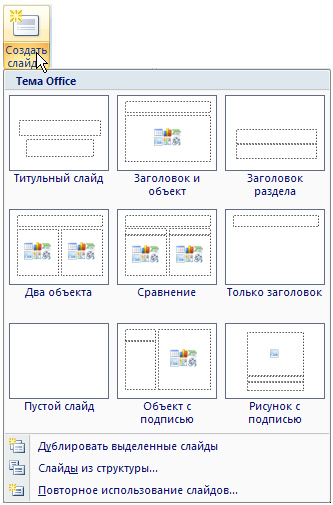 Создать
слайд
Тема Office
Титульный слайд
Заголовок и
объект
Заголовок
раздела
Два объекта
Сравнение
Только заголовок
Пустой слайд
Объект с
подписью
Рисунок с
подписью
Дублировать выделенные слайды
Слайды из структуры...
Повторное использование слайдов...